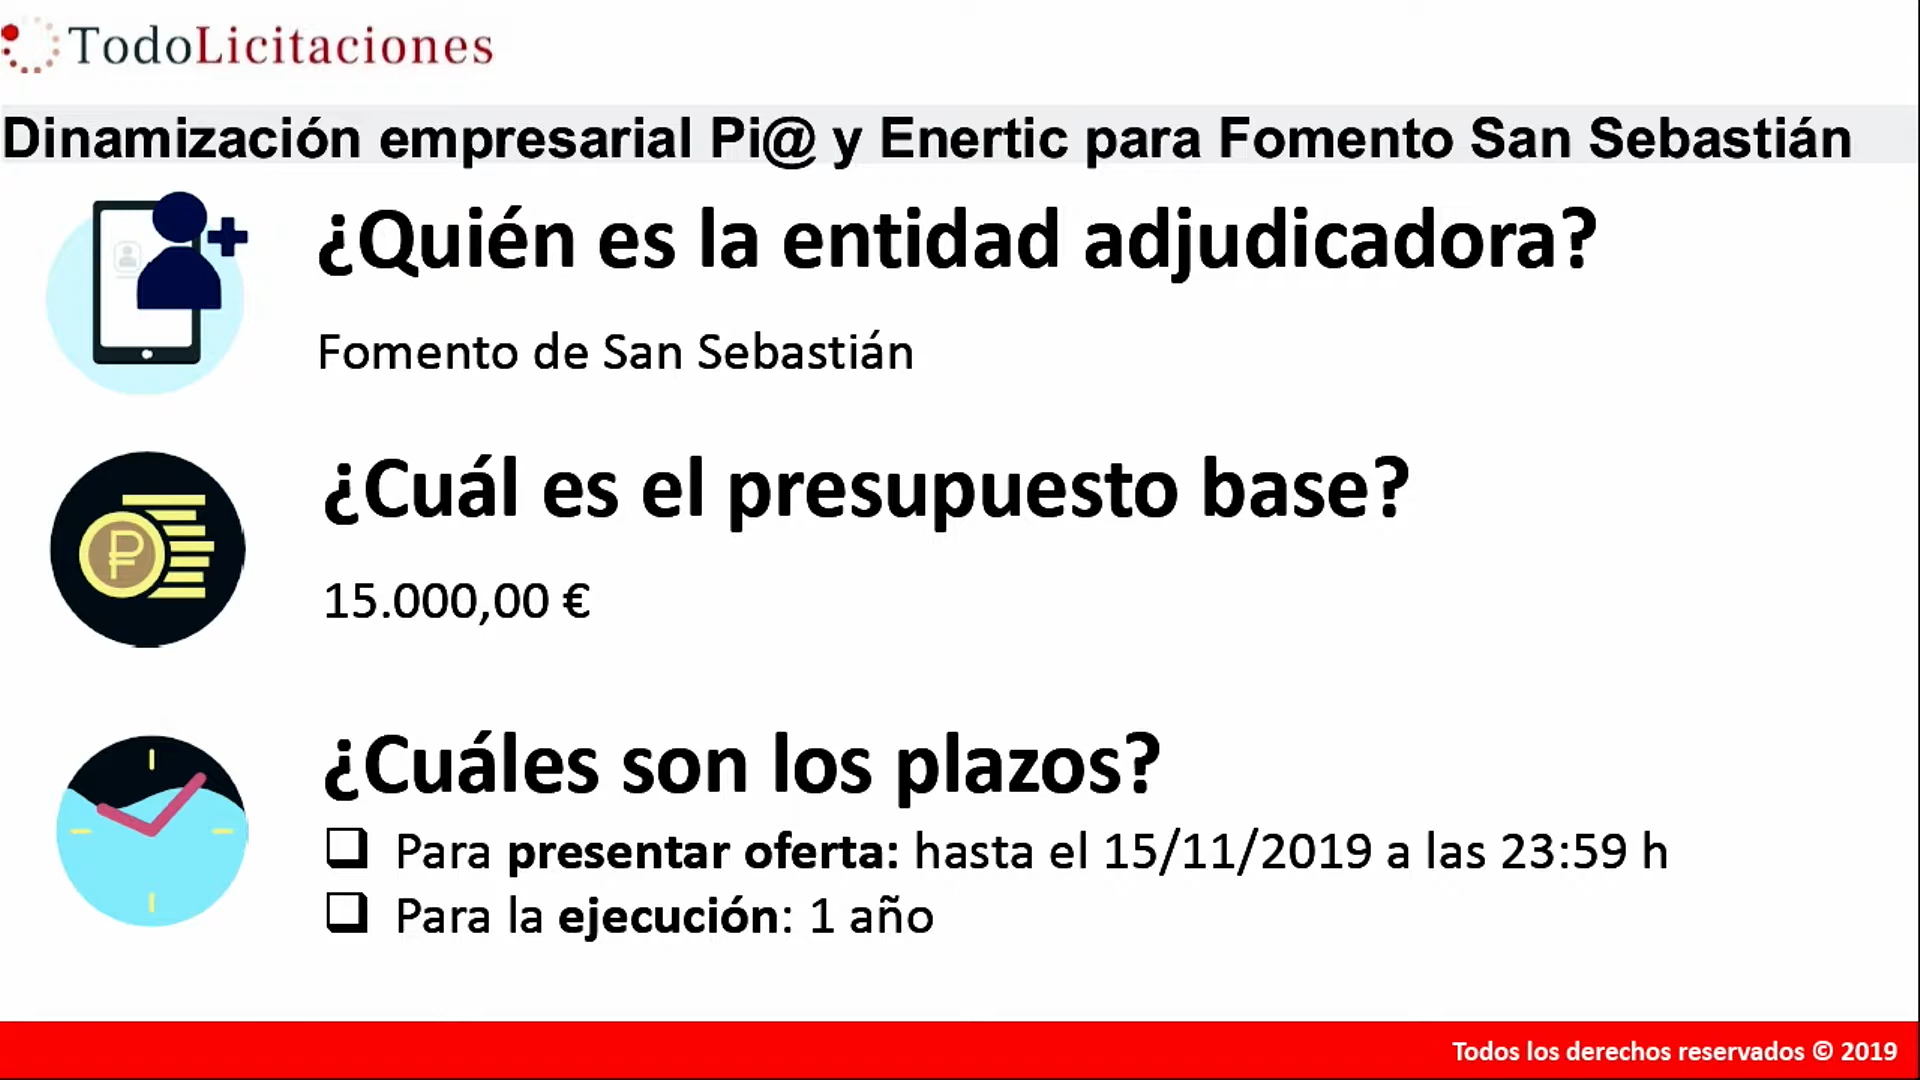 TodoLicitaciones
Dinamización empresarial Pi@ y Enertic para Fomento San Sebastián
¿Quién es la entidad adjudicadora?
Fomento de San Sebastián
¿Cuál es el presupuesto base?
15.000,00 €
¿Cuáles son los plazos?
Para presentar oferta: hasta el 15/11/2019 a las 23:59 h
Para la ejecución: 1 año
Todos los derechos reservados © 2019